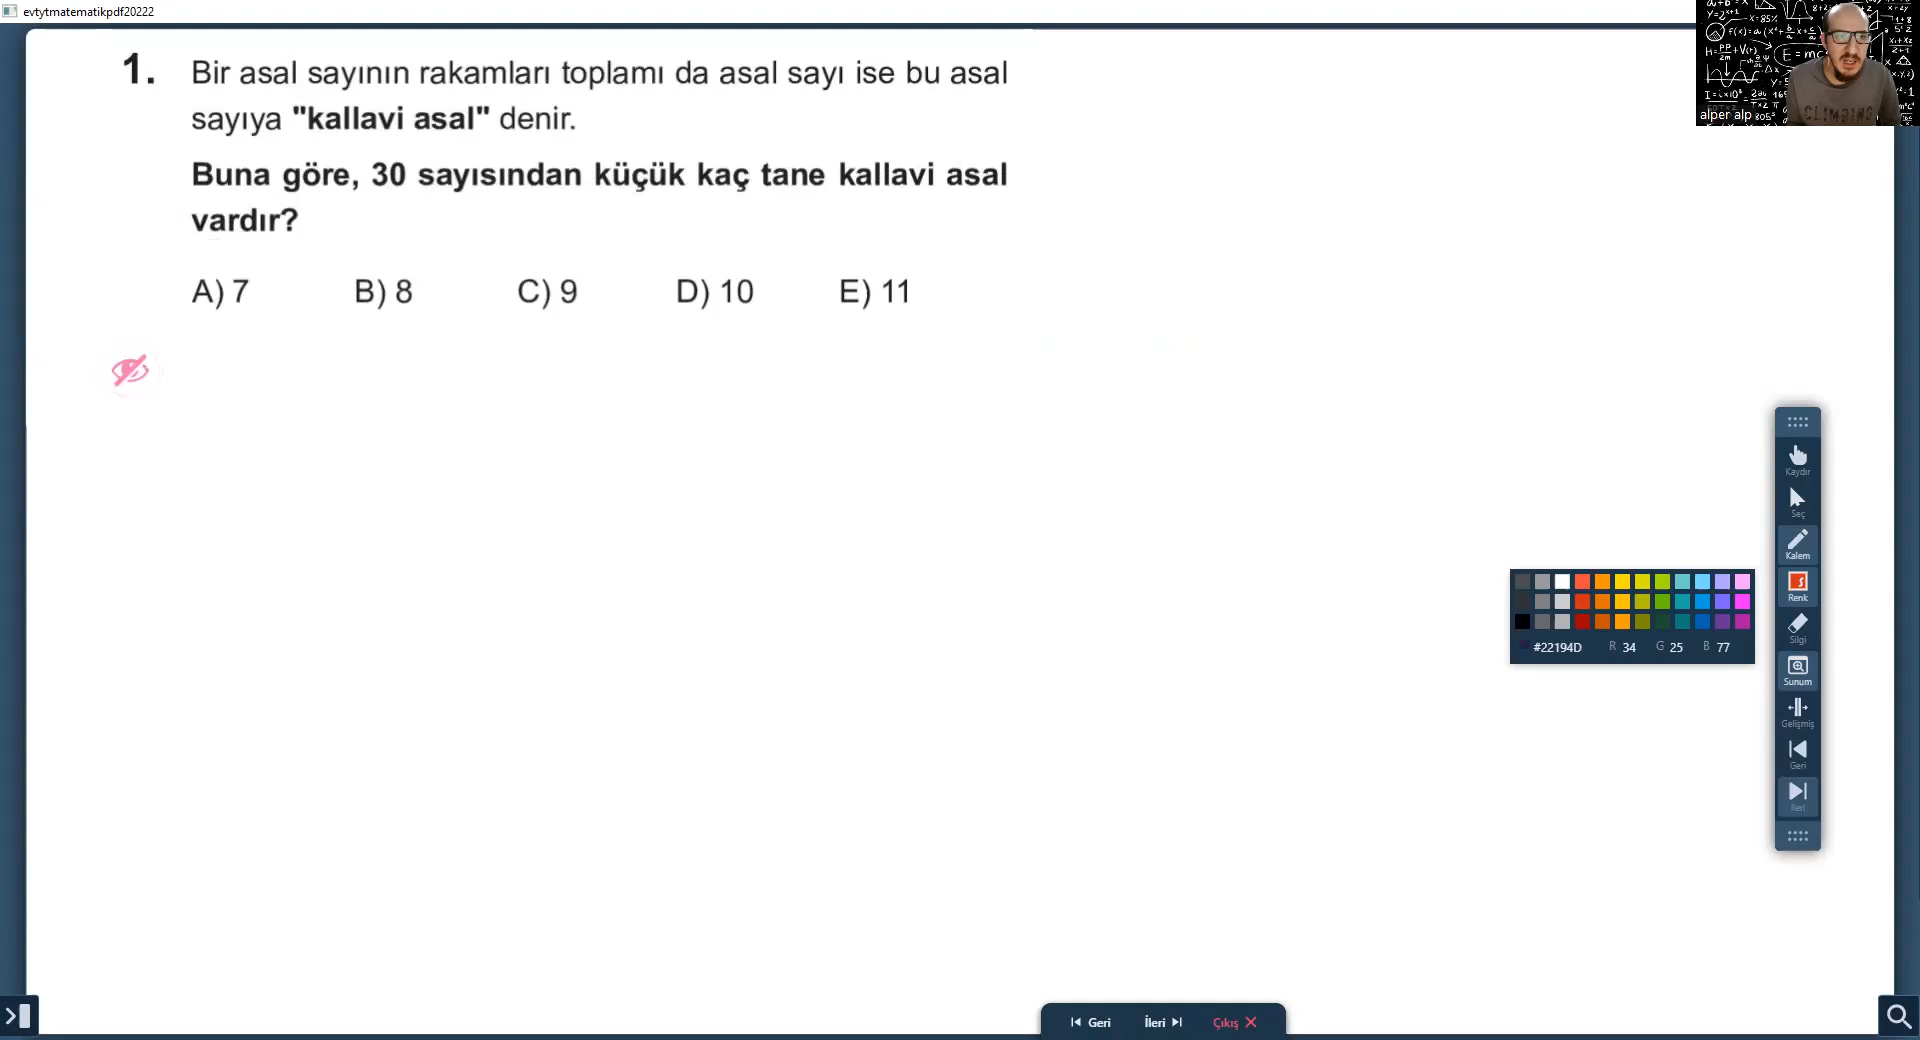 evtytmatematikpdf20222
1. Bir asal sayının rakamları toplamı da asal sayı ise bu asal
sayıya "kallavi asal" denir.
Buna göre, 30 sayısından küçük kaç tane kallavi asal
vardır?
A) 7 B) 8 C) 9 D) 10 E) 11
alper alp
CLIMBING
Kaydır
Seç
Kalem
Renk
Silgi
Sunum
Gelişmiş
Geri
İleri
#22194D R 34 G 25 B 77
Geri İleri Çıkış